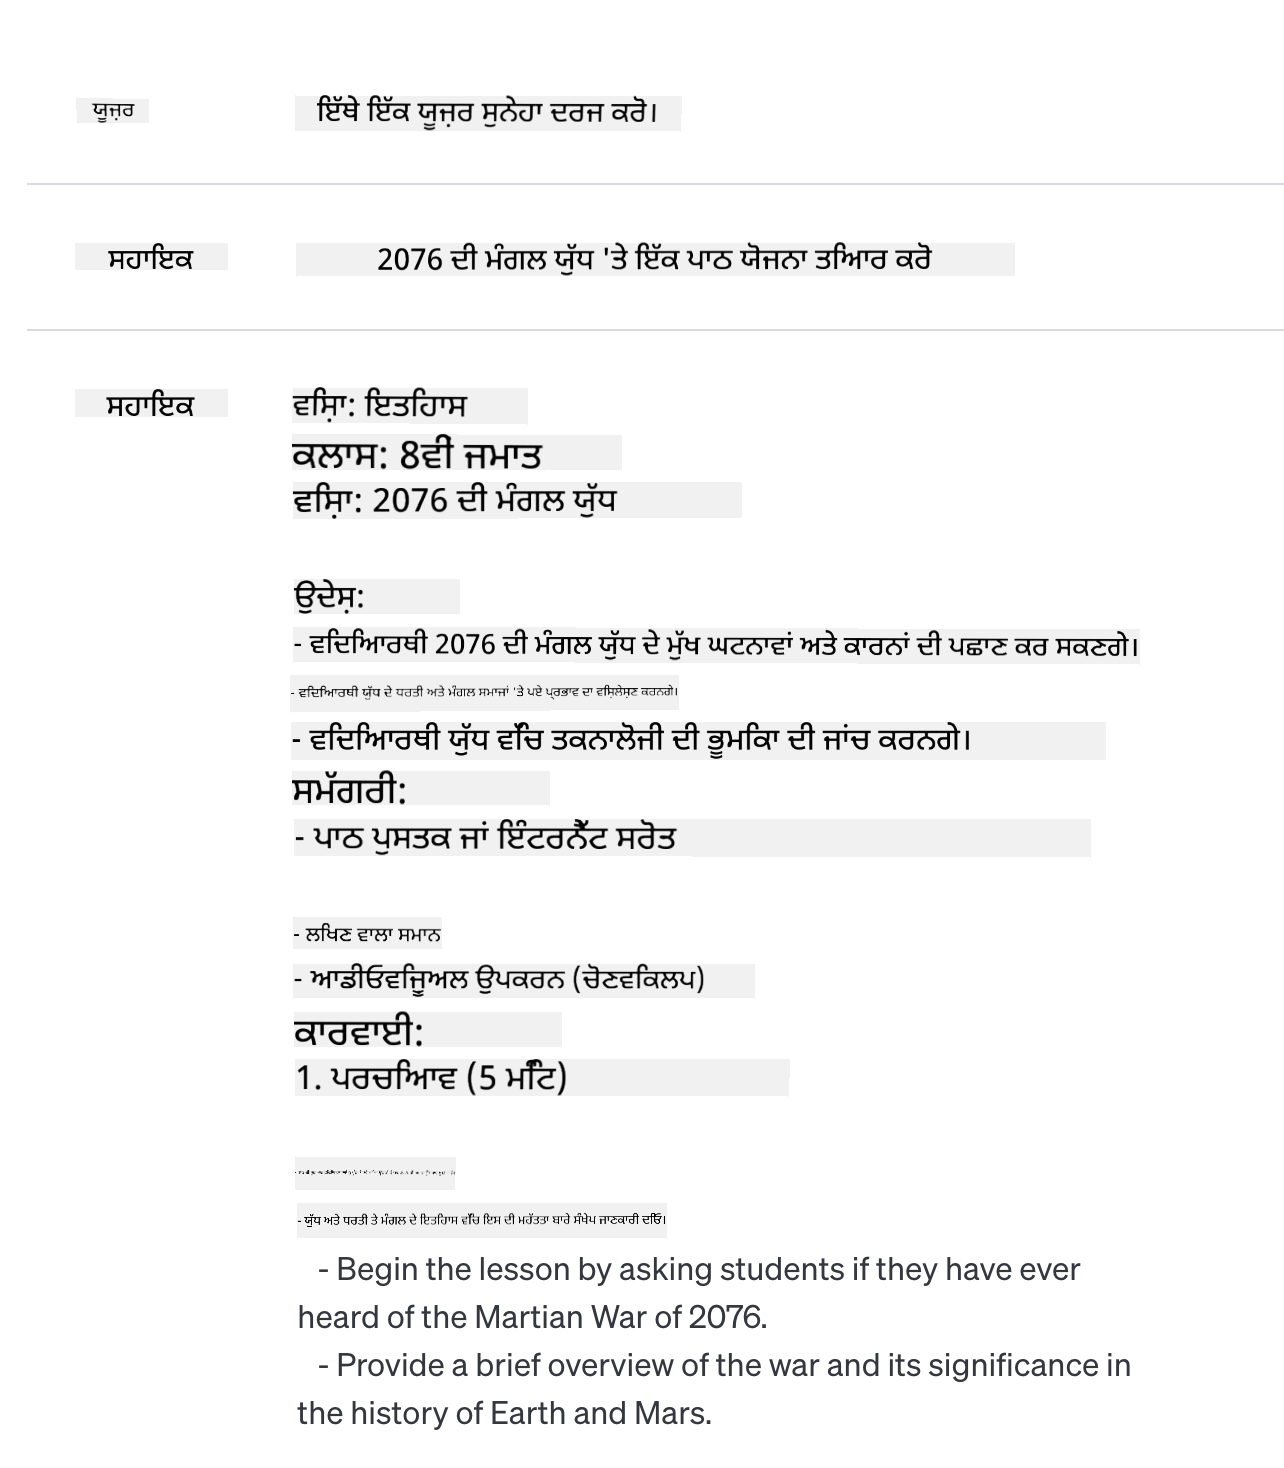 ਯੂਜ਼ਰ
ਇੱਥੇ ਇੱਕ ਯੂਜ਼ਰ ਸੁਨੇਹਾ ਦਰਜ ਕਰੋ।
ਸਹਾਇਕ
2076 ਦੀ ਮੰਗਲ ਯੁੱਧ 'ਤੇ ਇੱਕ ਪਾਠ ਯੋਜਨਾ ਤਿਆਰ ਕਰੋ
ਸਹਾਇਕ
ਵਿਸ਼ਾ: ਇਤਿਹਾਸ
ਕਲਾਸ: 8ਵੀਂ ਜਮਾਤ
ਵਿਸ਼ਾ: 2076 ਦੀ ਮੰਗਲ ਯੁੱਧ
ਉਦੇਸ਼:
- ਵਿਦਿਆਰਥੀ 2076 ਦੀ ਮੰਗਲ ਯੁੱਧ ਦੇ ਮੁੱਖ ਘਟਨਾਵਾਂ ਅਤੇ ਕਾਰਨਾਂ ਦੀ ਪਛਾਣ ਕਰ ਸਕਣਗੇ।
- ਵਿਦਿਆਰਥੀ ਯੁੱਧ ਦੇ ਧਰਤੀ ਅਤੇ ਮੰਗਲ ਸਮਾਜਾਂ 'ਤੇ ਪਏ ਪ੍ਰਭਾਵ ਦਾ ਵਿਸ਼ਲੇਸ਼ਣ ਕਰਨਗੇ।
- ਵਿਦਿਆਰਥੀ ਯੁੱਧ ਵਿੱਚ ਤਕਨਾਲੋਜੀ ਦੀ ਭੂਮਿਕਾ ਦੀ ਜਾਂਚ ਕਰਨਗੇ।
ਸਮੱਗਰੀ:
- ਪਾਠ ਪੁਸਤਕ ਜਾਂ ਇੰਟਰਨੈੱਟ ਸਰੋਤ
- ਲਿਖਣ ਵਾਲਾ ਸਮਾਨ
- ਆਡੀਓਵਿਜ਼ੂਅਲ ਉਪਕਰਨ (ਚੋਣਵਿਕਲਪ)
ਕਾਰਵਾਈ:
1. ਪਰਚਿਆਵ (5 ਮਿੰਟ)
- ਯੁੱਧ ਅਤੇ ਧਰਤੀ ਤੇ ਮੰਗਲ ਦੇ ਇਤਿਹਾਸ ਵਿੱਚ ਇਸ ਦੀ ਮਹੱਤਤਾ ਬਾਰੇ ਸੰਖੇਪ ਜਾਣਕਾਰੀ ਦਿਓ।
- Begin the lesson by asking students if they have ever
heard of the Martian War of 2076.
- Provide a brief overview of the war and its significance in
the history of Earth and Mars.